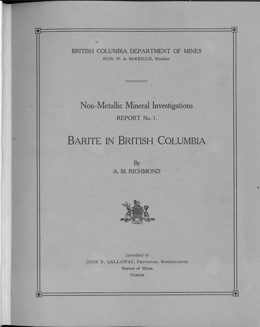 BRITISH COLUMBIA DEPARTMENT OF MINES
HON. W. A. McKENZIE, Minister
Non-Metallic Mineral Investigations
REPORT No. 1.
BARITE IN BRITISH COLUMBIA
By
A. M. RICHMOND
Submitted by
JOHN D. GALLOWAY, PROVINCIAL MINERALOGIST
Bureau of Mines
Victoria